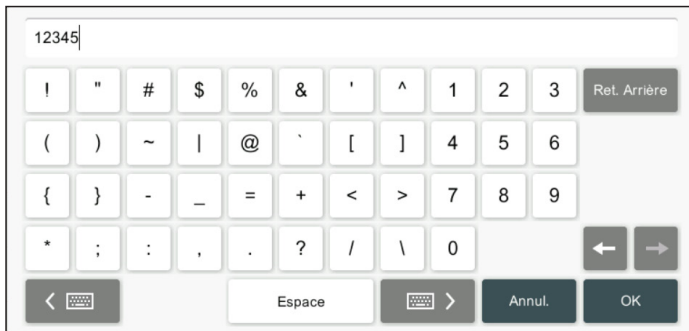 12345
! " # $ % & ' ^ 1 2 3 Ret. Arrière
( ) ~ | @ ` [ ] 4 5 6
{ } - _ = + < > 7 8 9
* ; : , . ? / \ 0 ← →
< Espace > Annul. OK